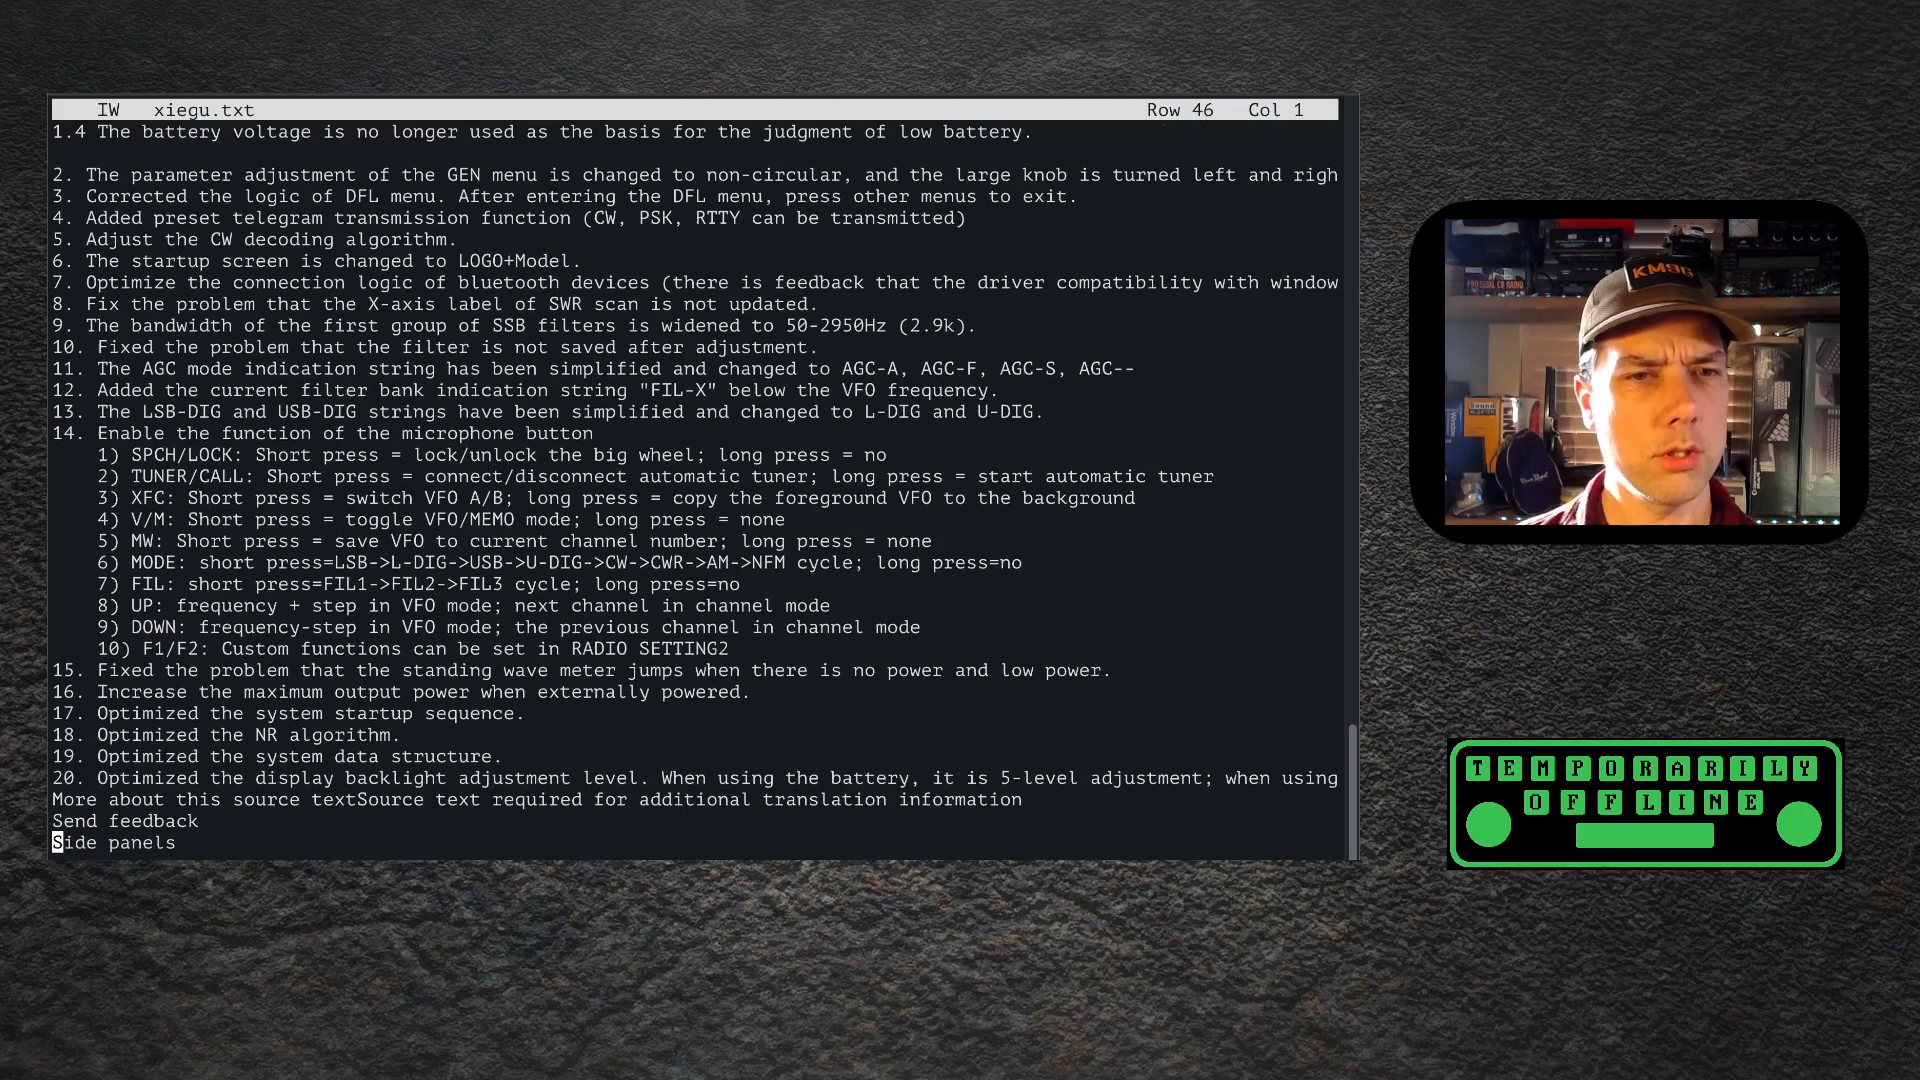 IW xiegu.txt Row 46 Col 1
1.4 The battery voltage is no longer used as the basis for the judgment of low battery.
2. The parameter adjustment of the GEN menu is changed to non-circular, and the large knob is turned left and righ
3. Corrected the logic of DFL menu. After entering the DFL menu, press other menus to exit.
4. Added preset telegram transmission function (CW, PSK, RTTY can be transmitted)
5. Adjust the CW decoding algorithm.
6. The startup screen is changed to LOGO+Model.
7. Optimize the connection logic of bluetooth devices (there is feedback that the driver compatibility with window
8. Fix the problem that the X-axis label of SWR scan is not updated.
9. The bandwidth of the first group of SSB filters is widened to 50-2950Hz (2.9k).
10. Fixed the problem that the filter is not saved after adjustment.
11. The AGC mode indication string has been simplified and changed to AGC-A, AGC-F, AGC-S, AGC--
12. Added the current filter bank indication string "FIL-X" below the VFO frequency.
13. The LSB-DIG and USB-DIG strings have been simplified and changed to L-DIG and U-DIG.
14. Enable the function of the microphone button
1) SPCH/LOCK: Short press = lock/unlock the big wheel; long press = no
2) TUNER/CALL: Short press = connect/disconnect automatic tuner; long press = start automatic tuner
3) XFC: Short press = switch VFO A/B; long press = copy the foreground VFO to the background
4) V/M: Short press = toggle VFO/MEMO mode; long press = none
5) MW: Short press = save VFO to current channel number; long press = none
6) MODE: short press=LSB->L-DIG->USB->U-DIG->CW->CWR->AM->NFM cycle; long press=no
7) FIL: short press=FIL1->FIL2->FIL3 cycle; long press=no
8) UP: frequency + step in VFO mode; next channel in channel mode
9) DOWN: frequency-step in VFO mode; the previous channel in channel mode
10) F1/F2: Custom functions can be set in RADIO SETTING2
15. Fixed the problem that the standing wave meter jumps when there is no power and low power.
16. Increase the maximum output power when externally powered.
17. Optimized the system startup sequence.
18. Optimized the NR algorithm.
19. Optimized the system data structure.
20. Optimized the display backlight adjustment level. When using the battery, it is 5-level adjustment; when using
More about this source textSource text required for additional translation information
Send feedback
Side panels
KM9G
TEMPORARILY
OFFLINE